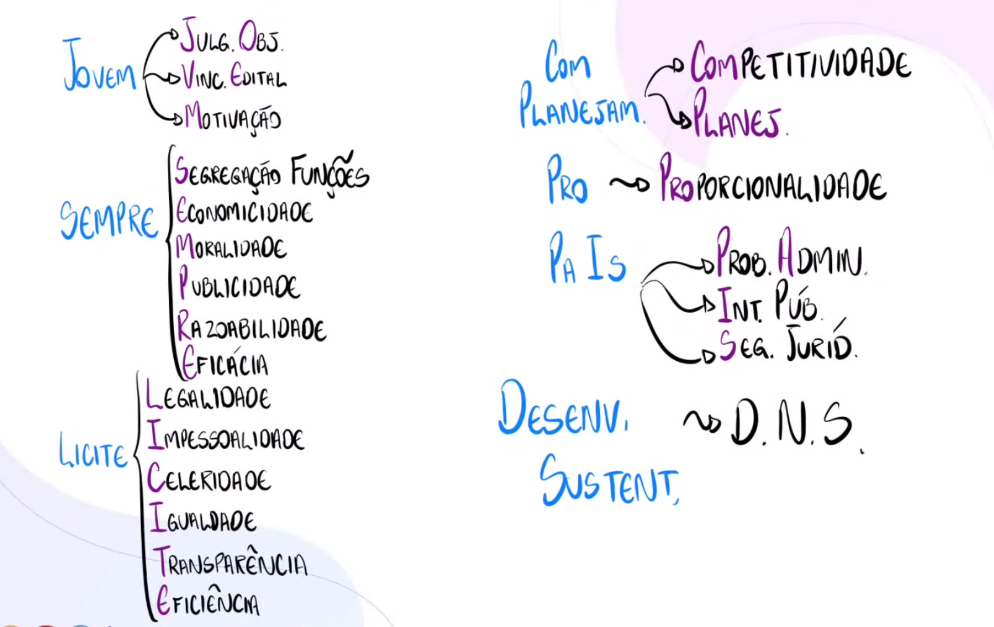 JOVEM
JULG. OBJ.
VINC. EDITAL
MOTIVAÇÃO
SEMPRE
SEGREGAÇÃO FUNÇÕES
ECONOMICIDADE
MORALIDADE
PUBLICIDADE
RAZOABILIDADE
EFICÁCIA
LICITE
LEGALIDADE
IMPESSOALIDADE
CELERIDADE
IGUALDADE
TRANSPARÊNCIA
EFICIÊNCIA
COM
PLANEJAM.
COMPETITIVIDADE
PLANEJ.
PRO
PROPORCIONALIDADE
PA IS
PROB. ADMIN.
INT. PÚB.
SEG. JURÍD.
DESENV.
SUSTENT.
D.N.S.